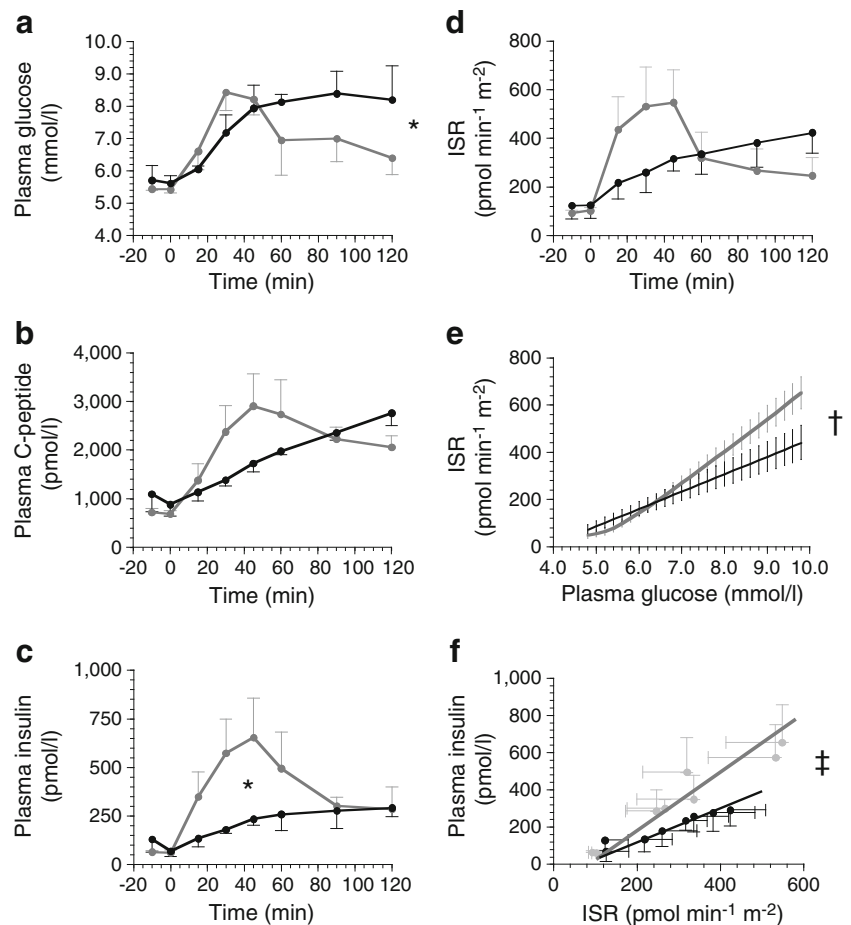 a
Plasma glucose
(mmol/l)
10.0
9.0
8.0
7.0
6.0
5.0
4.0
*
-20 0 20 40 60 80 100 120
Time (min)
b
Plasma C-peptide
(pmol/l)
4,000
3,000
2,000
1,000
0
-20 0 20 40 60 80 100 120
Time (min)
c
Plasma insulin
(pmol/l)
1,000
750
500
250
0
*
-20 0 20 40 60 80 100 120
Time (min)
d
ISR
(pmol min-1 m-2)
800
600
400
200
0
-20 0 20 40 60 80 100 120
Time (min)
e
ISR
(pmol min-1 m-2)
800
600
400
200
0
†
4.0 5.0 6.0 7.0 8.0 9.0 10.0
Plasma glucose (mmol/l)
f
Plasma insulin
(pmol/l)
1,000
800
600
400
200
0
‡
0 200 400 600
ISR (pmol min-1 m-2)